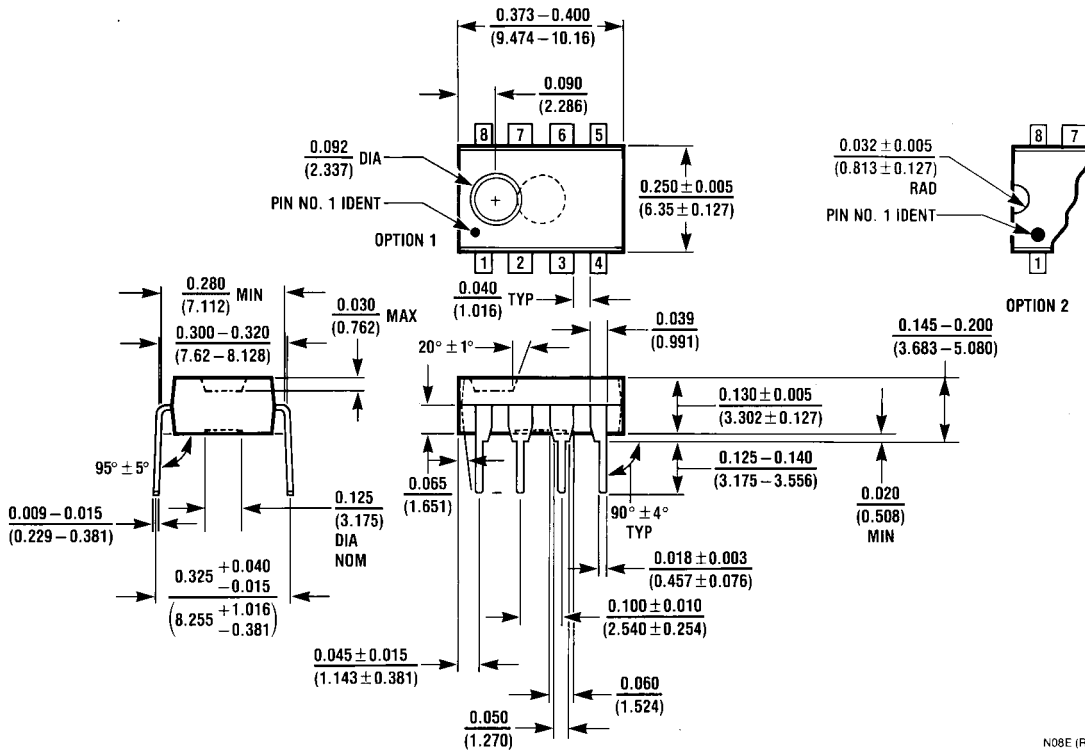 0.373 – 0.400
(9.474 – 10.16)
0.090
(2.286)
8 7 6 5
0.092 DIA
(2.337)
PIN NO. 1 IDENT
OPTION 1
0.250 ± 0.005
(6.35 ± 0.127)
1 2 3 4
8 7
0.032 ± 0.005
(0.813 ± 0.127)
RAD
PIN NO. 1 IDENT
1
OPTION 2
0.280 MIN
(7.112)
0.300 – 0.320
(7.62 – 8.128)
0.030 MAX
(0.762)
0.040 TYP
(1.016)
0.039
(0.991)
0.145 – 0.200
(3.683 – 5.080)
20° ± 1°
0.130 ± 0.005
(3.302 ± 0.127)
95° ± 5°
0.065
(1.651)
0.125 – 0.140
(3.175 – 3.556)
0.009 – 0.015
(0.229 – 0.381)
0.125
(3.175)
DIA
NOM
90° ± 4°
TYP
0.020
(0.508)
MIN
0.018 ± 0.003
(0.457 ± 0.076)
0.325 +0.040
–0.015
(8.255 +1.016
–0.381)
0.100 ± 0.010
(2.540 ± 0.254)
0.045 ± 0.015
(1.143 ± 0.381)
0.060
(1.524)
0.050
(1.270)
N08E (R